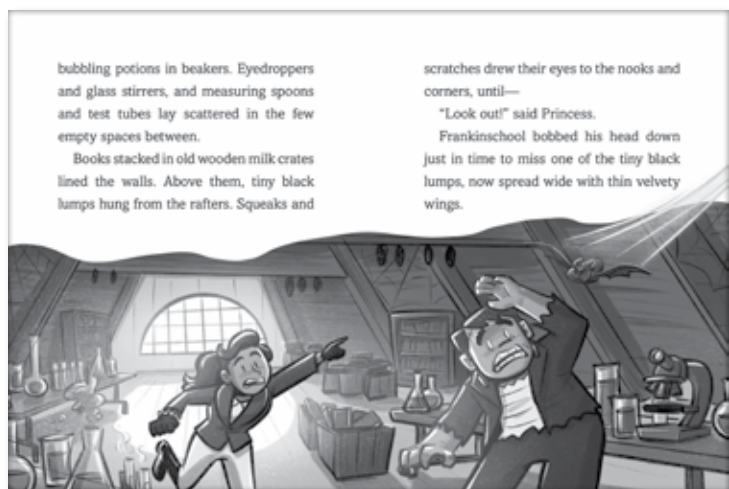 bubbling potions in beakers. Eyedroppers
and glass stirrers, and measuring spoons
and test tubes lay scattered in the few
empty spaces between.
Books stacked in old wooden milk crates
lined the walls. Above them, tiny black
lumps hung from the rafters. Squeaks and
scratches drew their eyes to the nooks and
corners, until—
“Look out!” said Princess.
Frankinschool bobbed his head down
just in time to miss one of the tiny black
lumps, now spread wide with thin velvety
wings.